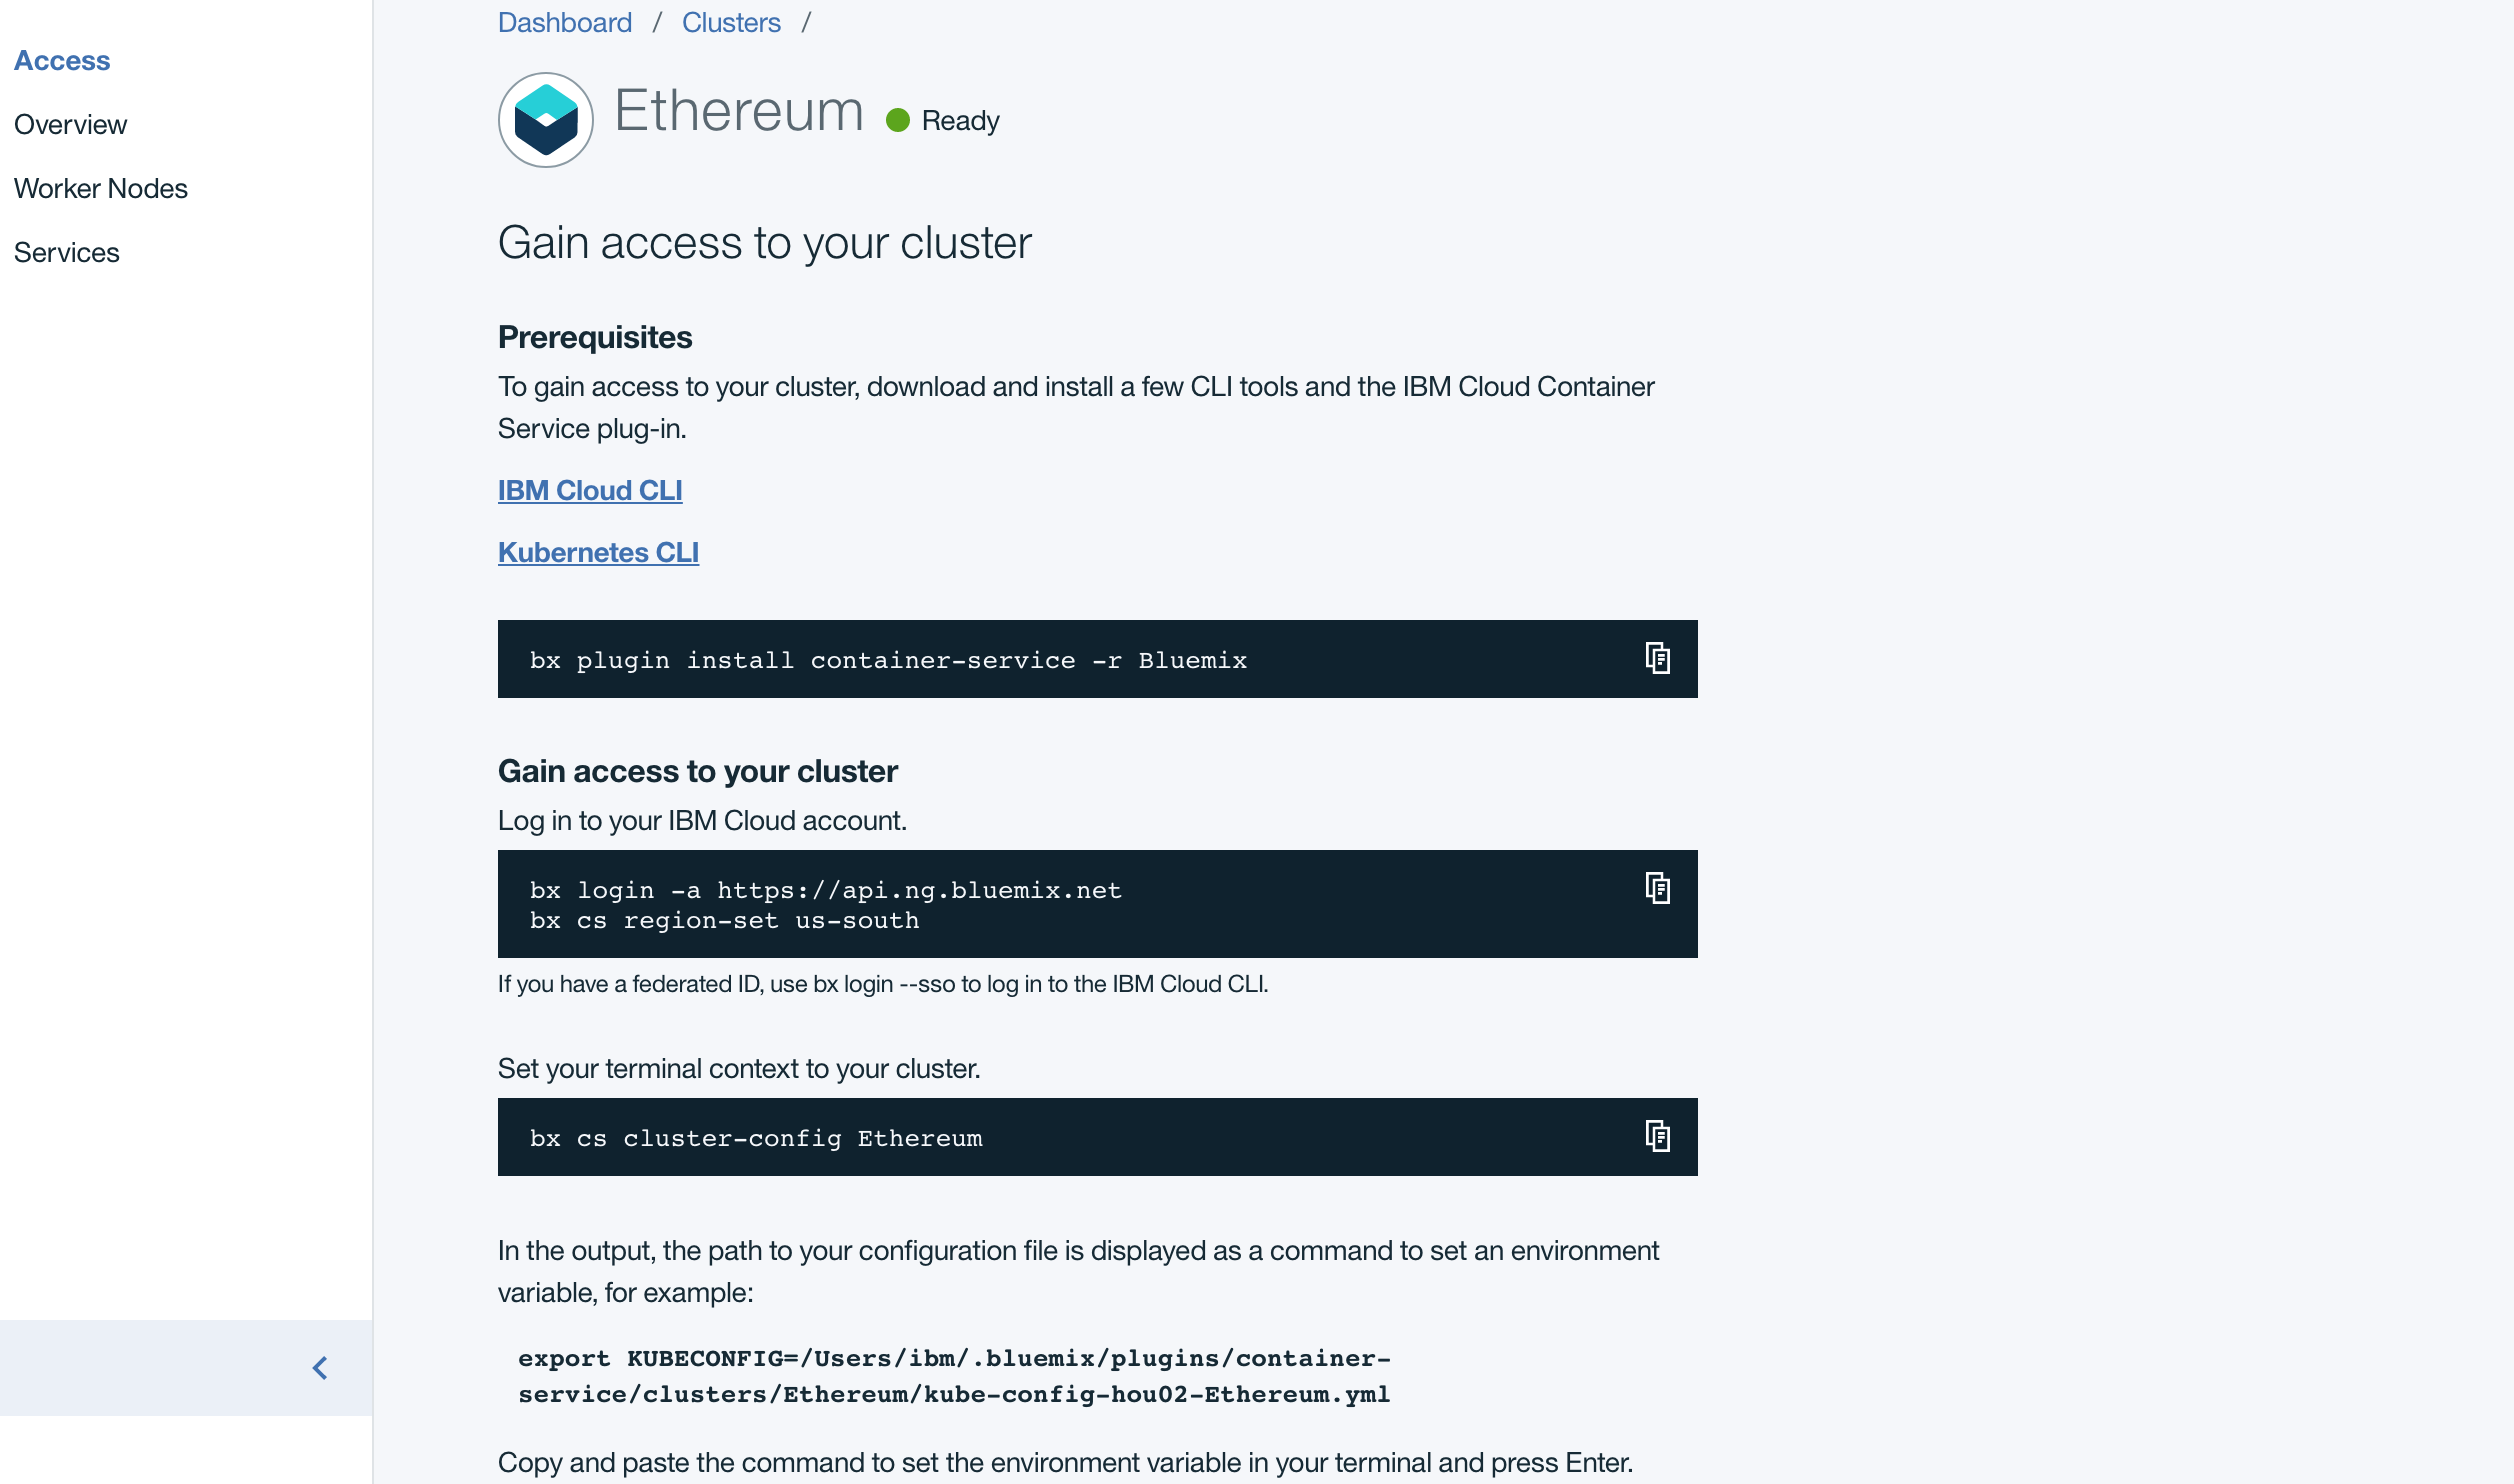 Access
Overview
Worker Nodes
Services
Dashboard / Clusters /
Ethereum Ready
Gain access to your cluster
Prerequisites
To gain access to your cluster, download and install a few CLI tools and the IBM Cloud Container
Service plug-in.
IBM Cloud CLI
Kubernetes CLI
bx plugin install container-service -r Bluemix
Gain access to your cluster
Log in to your IBM Cloud account.
bx login -a https://api.ng.bluemix.net
bx cs region-set us-south
If you have a federated ID, use bx login --sso to log in to the IBM Cloud CLI.
Set your terminal context to your cluster.
bx cs cluster-config Ethereum
In the output, the path to your configuration file is displayed as a command to set an environment
variable, for example:
export KUBECONFIG=/Users/ibm/.bluemix/plugins/container-
service/clusters/Ethereum/kube-config-hou02-Ethereum.yml
Copy and paste the command to set the environment variable in your terminal and press Enter.